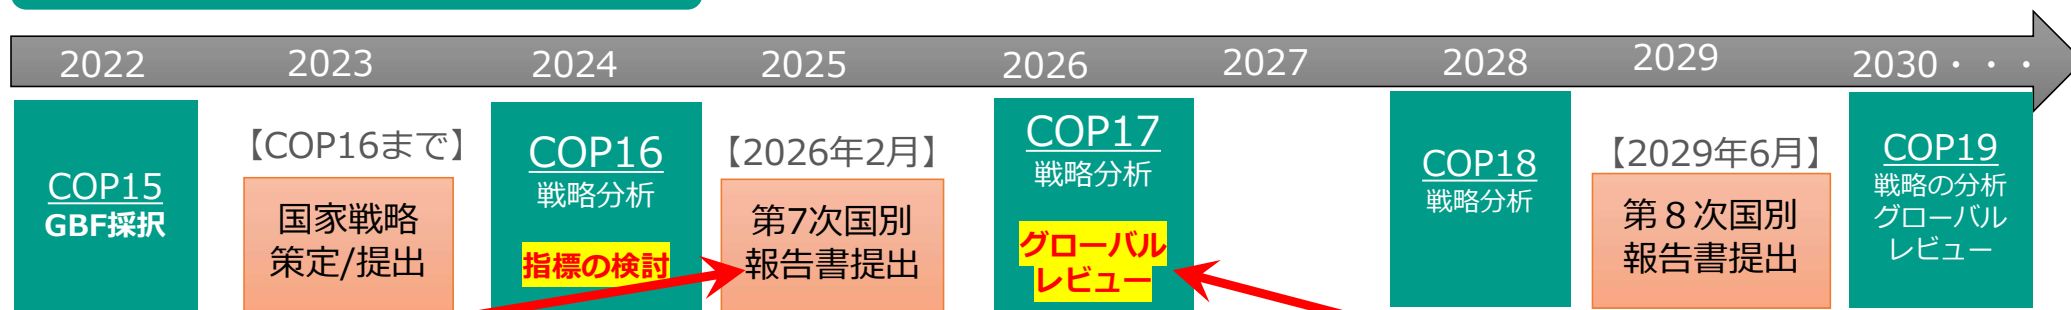 2022 2023 2024 2025 2026 2027 2028 2029 2030・・・
COP15
GBF採択
【COP16まで】
国家戦略
策定/提出
COP16
戦略分析
指標の検討
【2026年2月】
第7次国別
報告書提出
COP17
戦略分析
グローバル
レビュー
COP18
戦略分析
【2029年6月】
第８次国別
報告書提出
COP19
戦略の分析
グローバル
レビュー